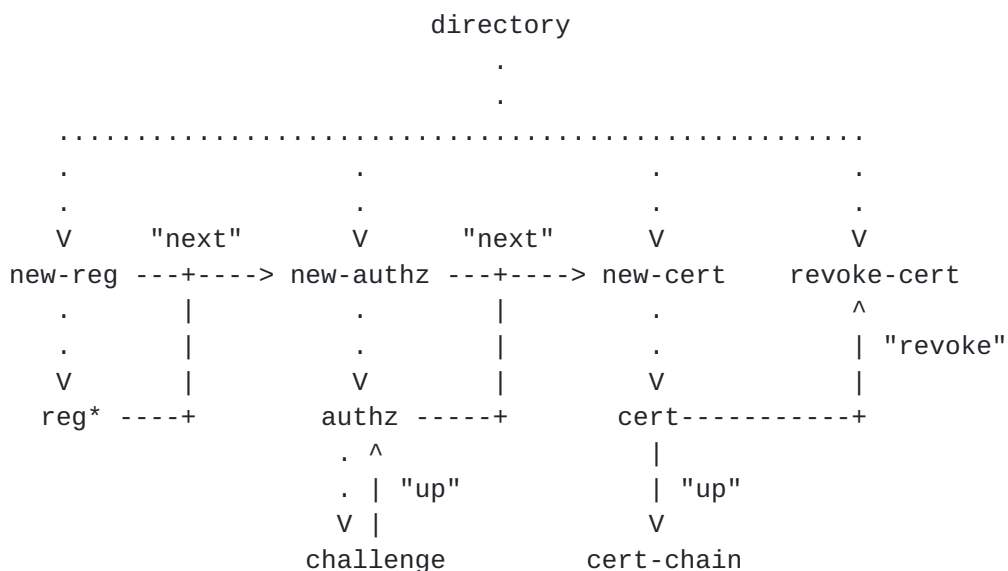 directory
.
.
....................................................
. . . .
. . . .
V "next" V "next" V V
new-reg ---+----> new-authz ---+----> new-cert revoke-cert
. | . | . ^
. | . | . | "revoke"
V | V | V |
reg* ----+ authz -----+ cert-----------+
. ^ |
. | "up" | "up"
V | V
challenge cert-chain